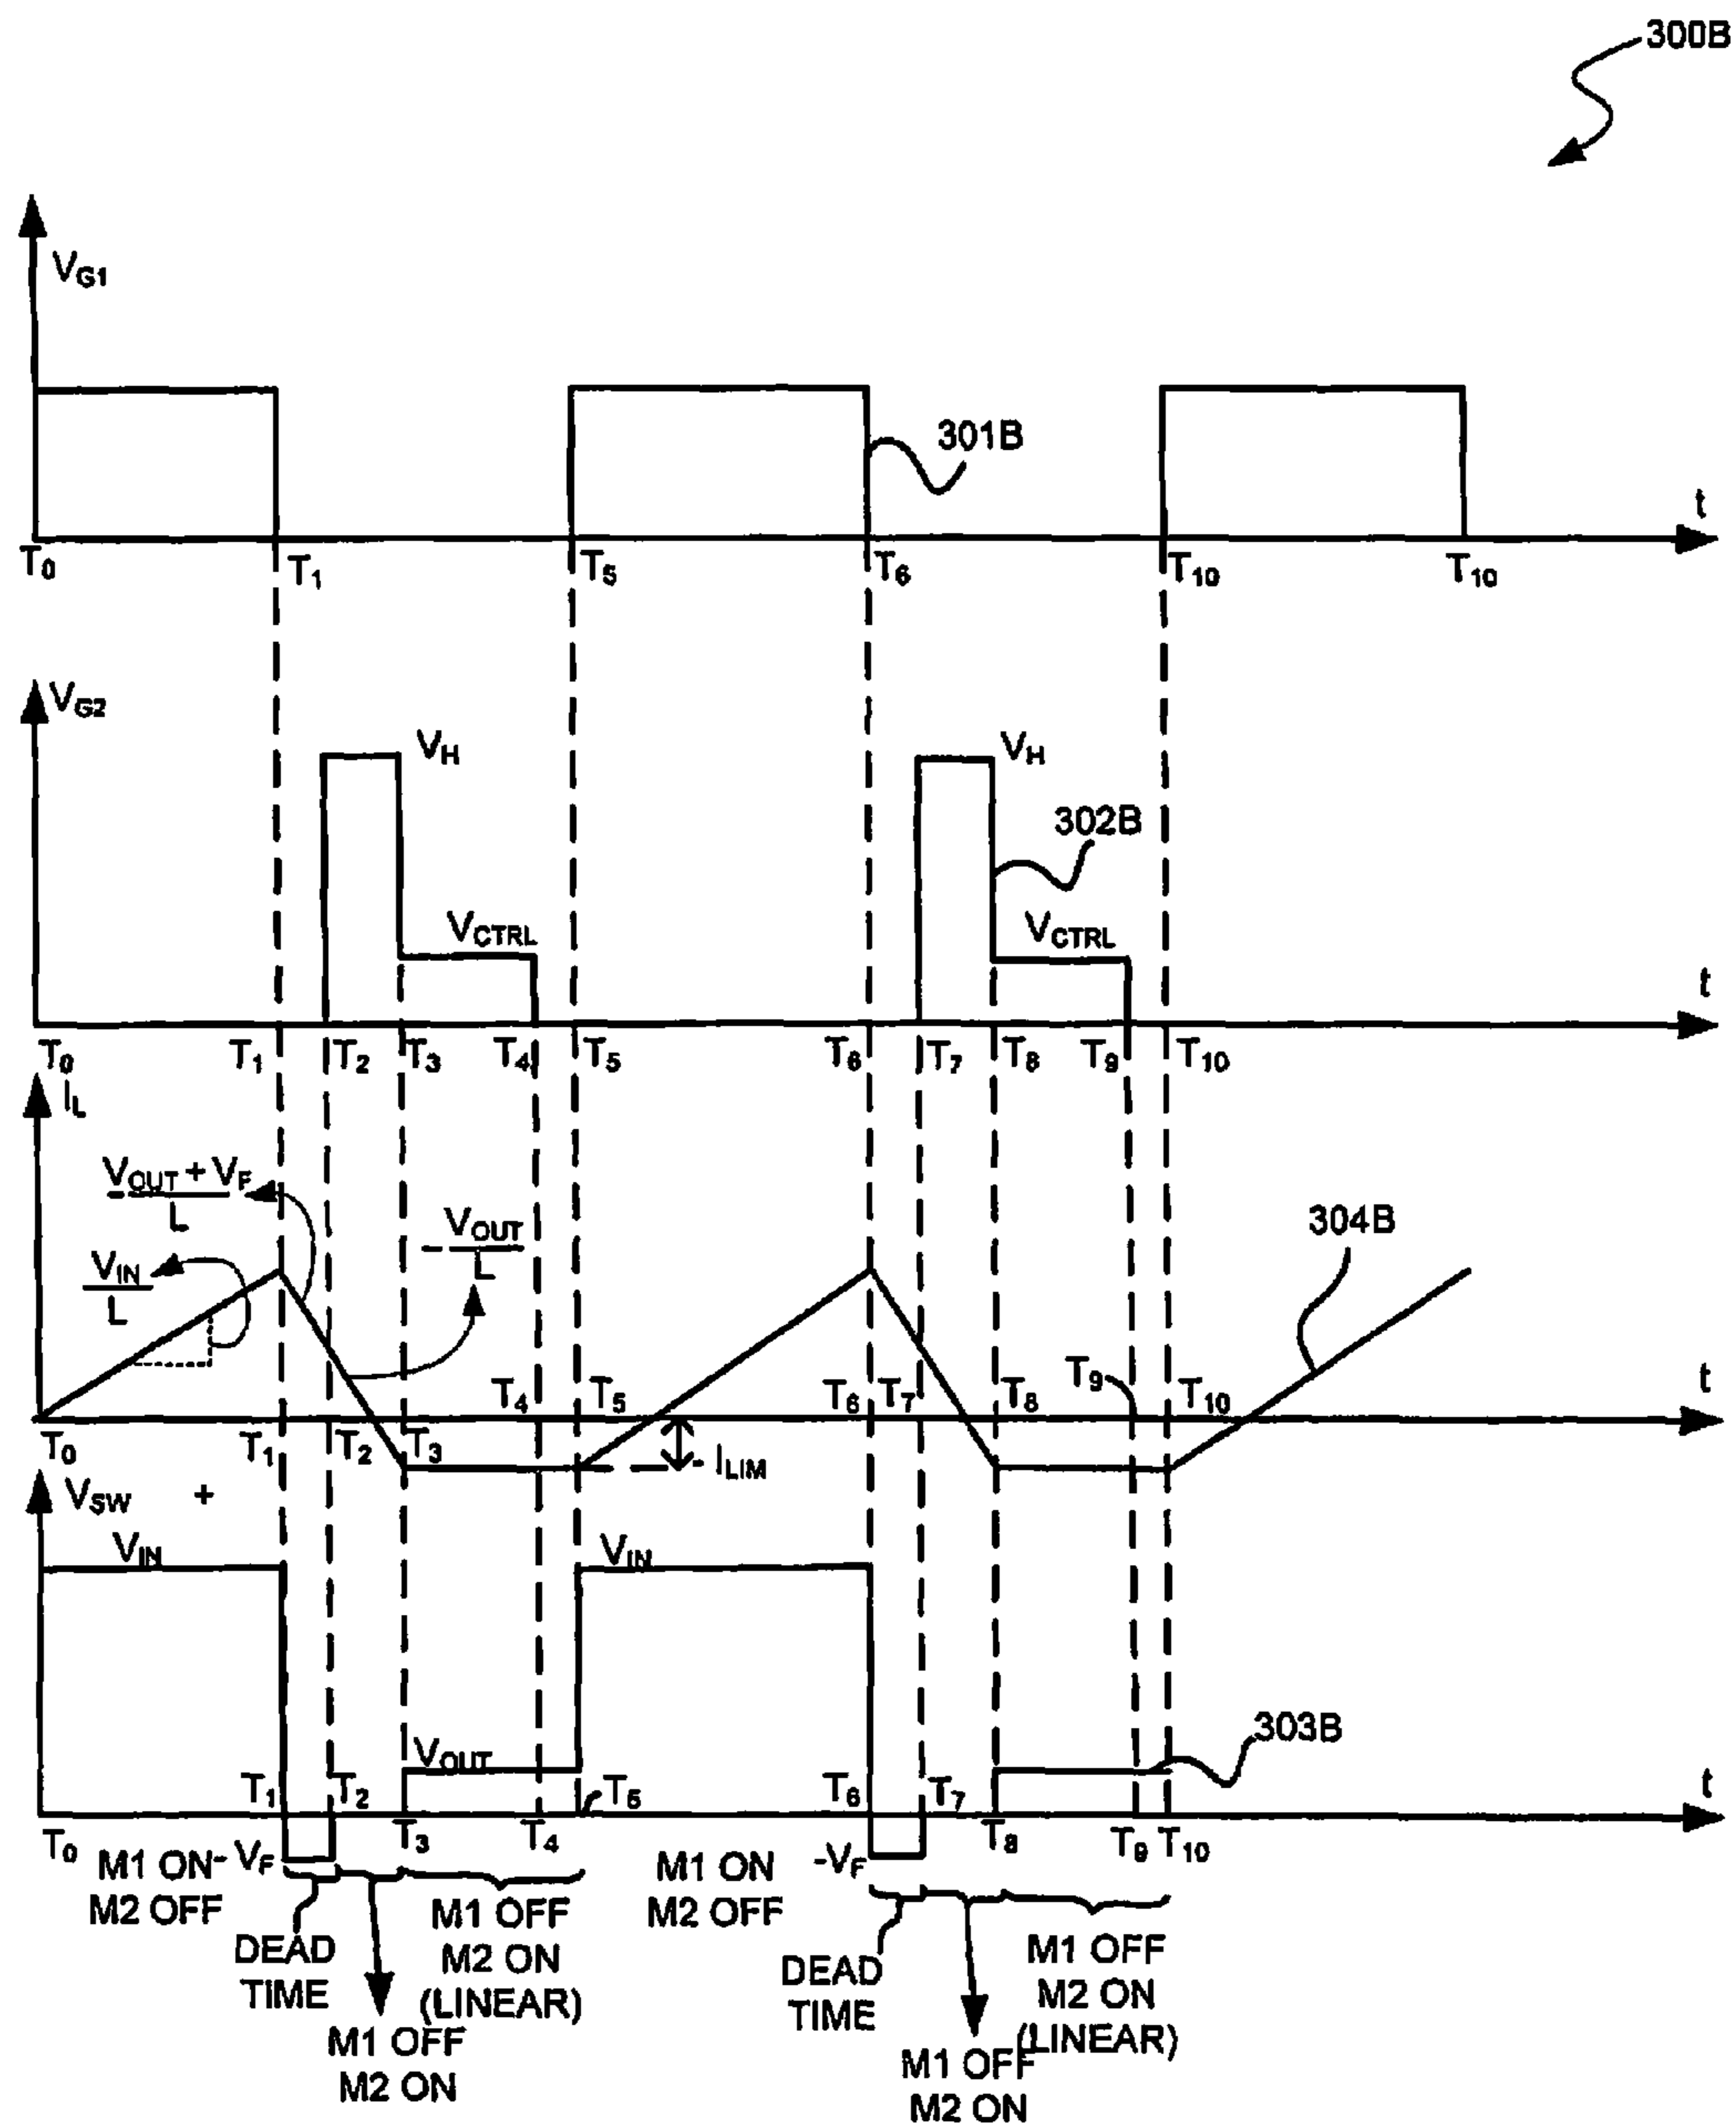 300B
VG1
301B
t
T0 T1 T5 T6 T10 T10
VG2
VH VH
302B
VCTRL VCTRL
t
T0 T1 T2 T3 T4 T5 T6 T7 T8 T9 T10
IL
VOUT + VF
- L
- VOUT
L
304B
VIN
L
T4 T5 T6 T7 T8 T9 T10
t
T0 T1 T2 T3
- ILIM
VSW +
VIN VIN
303B
VOUT
T1 T2 T5 T6 T7
t
T0 T3 T4 T8 T9 T10
- VF -VF
M1 ON
M2 OFF
DEAD
TIME
M1 OFF
M2 ON
(LINEAR)
M1 OFF
M2 ON
M1 ON
M2 OFF
DEAD
TIME
M1 OFF
M2 ON
(LINEAR)
M1 OFF
M2 ON